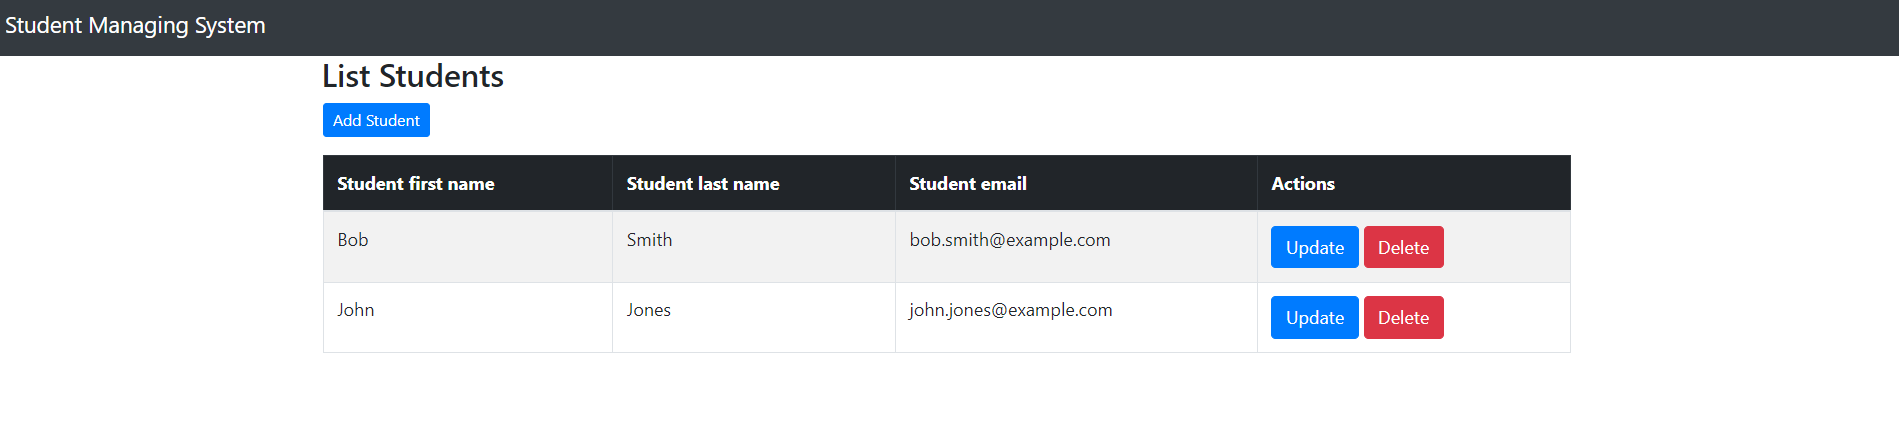 Student Managing System
List Students
Add Student
Student first name Student last name Student email Actions
Bob Smith bob.smith@example.com Update Delete
John Jones john.jones@example.com Update Delete